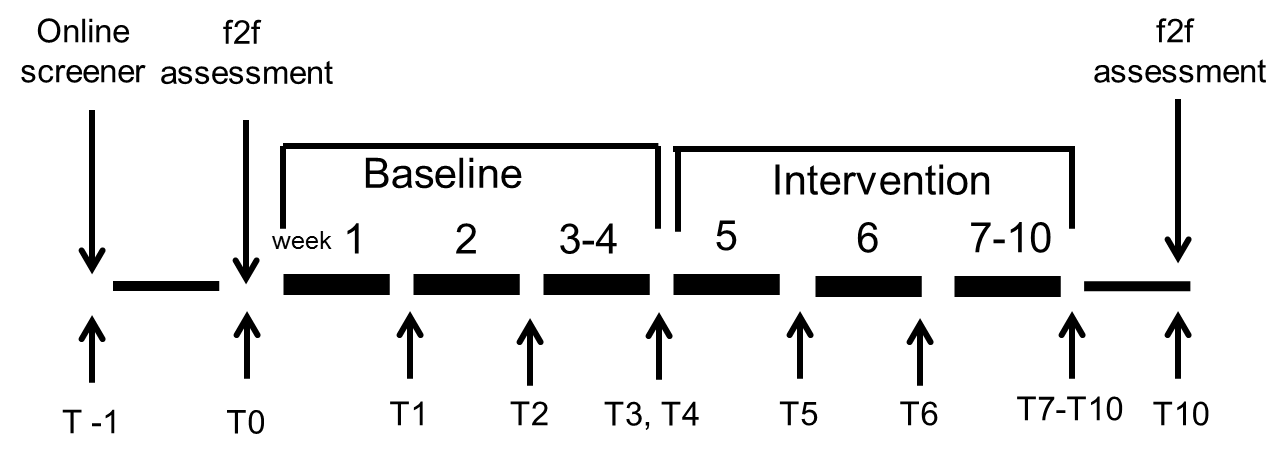 Online
screener
f2f
assessment
f2f
assessment
Baseline
Intervention
week 1 2 3-4 5 6 7-10
T -1 T0 T1 T2 T3, T4 T5 T6 T7-T10 T10